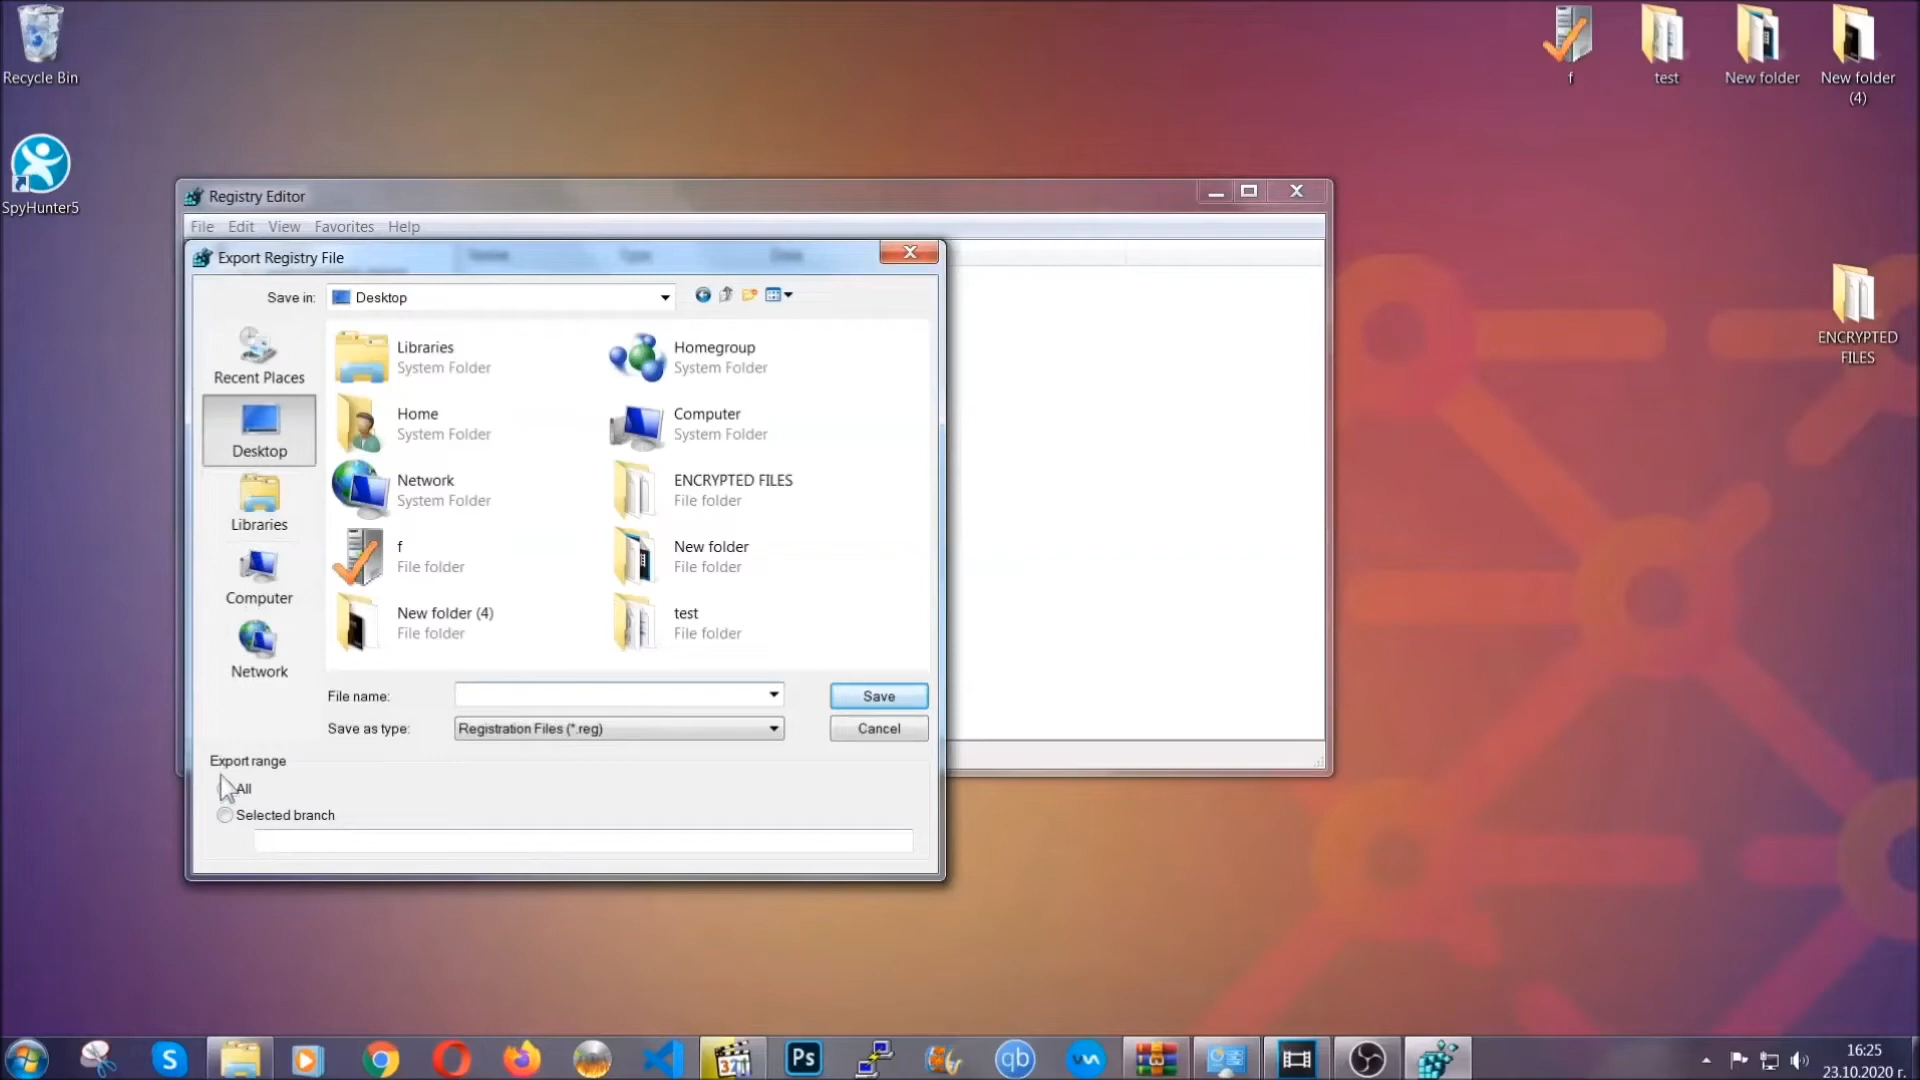 Recycle Bin
SpyHunter5
f
test
New folder
New folder
(4)
ENCRYPTED
FILES
Registry Editor
File Edit View Favorites Help
Export Registry File
Save in:
Desktop
Recent Places
Desktop
Libraries
Computer
Network
Libraries
System Folder
Homegroup
System Folder
Home
System Folder
Computer
System Folder
Network
System Folder
ENCRYPTED FILES
File folder
f
File folder
New folder
File folder
New folder (4)
File folder
test
File folder
File name:
Save
Save as type:
Registration Files (*.reg)
Cancel
Export range
All
Selected branch
S
Ps
qb
16:25
23.10.2020 г.